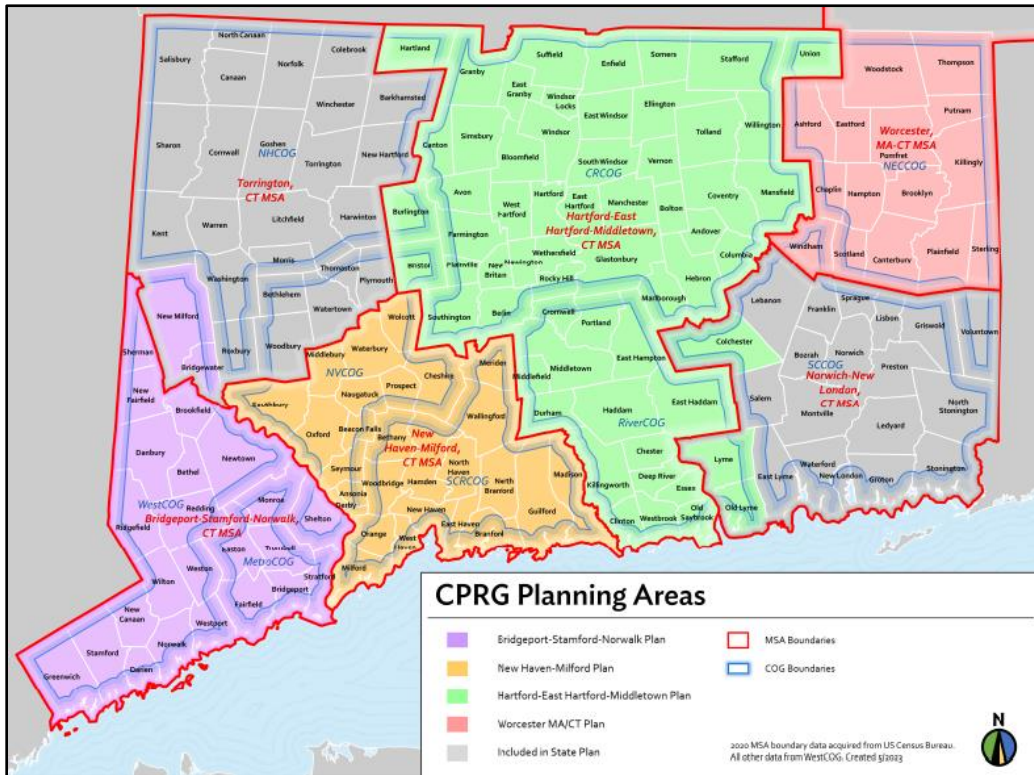 North Canaan
Colebrook
Hartland
Suffield
Enfield
Somers
Union
Salisbury
Norfolk
Granby
Stafford
Woodstock
Thompson
Canaan
East
Granby
Windsor
Locks
Winchester
Barkhamsted
Ellington
Putnam
East Windsor
Windsor
Simsbury
Tolland
Willington
Ashford
Eastford
Worcester,
MA-CT MSA
Sharon
Cornwall
Goshen
NHCOG
Torrington
New Hartford
Canton
Bloomfield
South Windsor
Vernon
CRCOG
Pomfret
NECCOG
Killingly
Torrington,
CT MSA
Avon
West
Hartford
Hartford
East
Hartford
Manchester
Bolton
Coventry
Mansfield
Chaplin
Hampton
Brooklyn
Kent
Warren
Litchfield
Harwinton
Burlington
Farmington
Hartford-East
Hartford-Middletown,
CT MSA
Andover
Windham
Scotland
Canterbury
Plainfield
Sterling
Morris
Thomaston
Plymouth
Bristol
Plainville
New
Britain
Newington
Wethersfield
Rocky Hill
Glastonbury
Hebron
Columbia
Washington
Bethlehem
Watertown
Southington
Berlin
Cromwell
Marlborough
Lebanon
Franklin
Sprague
Lisbon
Griswold
Voluntown
New Milford
Roxbury
Woodbury
Wolcott
Portland
Colchester
Sherman
Bridgewater
Middlebury
Waterbury
NVCOG
Cheshire
Meriden
Middlefield
Middletown
East Hampton
Bozrah
Norwich
SCCOG
Preston
Norwich-New
London,
CT MSA
New
Fairfield
Brookfield
Southbury
Naugatuck
Prospect
Wallingford
Durham
Haddam
East Haddam
Salem
Montville
North
Stonington
Oxford
Beacon Falls
Bethany
New
Haven-Milford,
CT MSA
RiverCOG
Ledyard
Danbury
Bethel
Newtown
Seymour
Woodbridge
Hamden
North
Haven
SCRCOG
North
Branford
Madison
Guilford
Killingworth
Chester
Deep River
Essex
Lyme
East Lyme
Waterford
New London
Groton
Stonington
WestCOG
Redding
Monroe
Shelton
Ansonia
Derby
New Haven
East Haven
Branford
Clinton
Westbrook
Old
Saybrook
Old Lyme
Ridgefield
Bridgeport-Stamford-Norwalk,
CT MSA
Orange
West
Haven
Easton
Trumbull
MetroCOG
Stratford
Milford
Wilton
Weston
Bridgeport
Fairfield
New
Canaan
Westport
Stamford
Norwalk
Greenwich
Darien
CPRG Planning Areas
Bridgeport-Stamford-Norwalk Plan
New Haven-Milford Plan
Hartford-East Hartford-Middletown Plan
Worcester MA/CT Plan
Included in State Plan
MSA Boundaries
COG Boundaries
2020 MSA boundary data acquired from US Census Bureau.
All other data from WestCOG. Created 5/2023
N